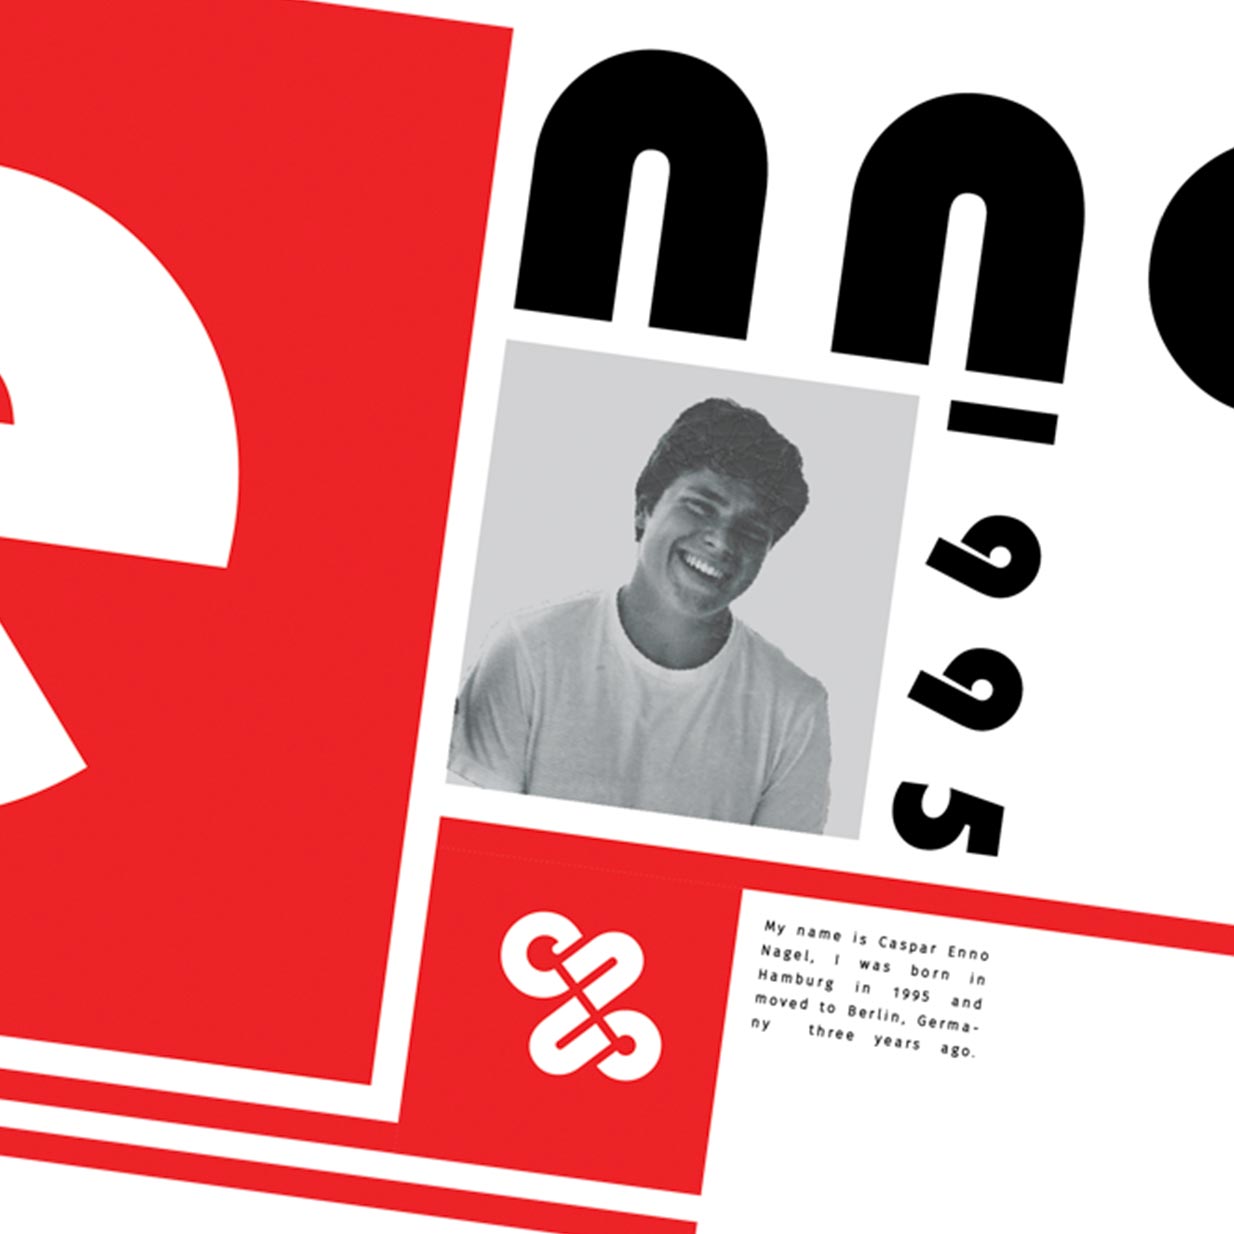 enno
1995
My name is Caspar Enno
Nagel, I was born in
Hamburg in 1995 and
moved to Berlin, Germa-
ny three years ago.